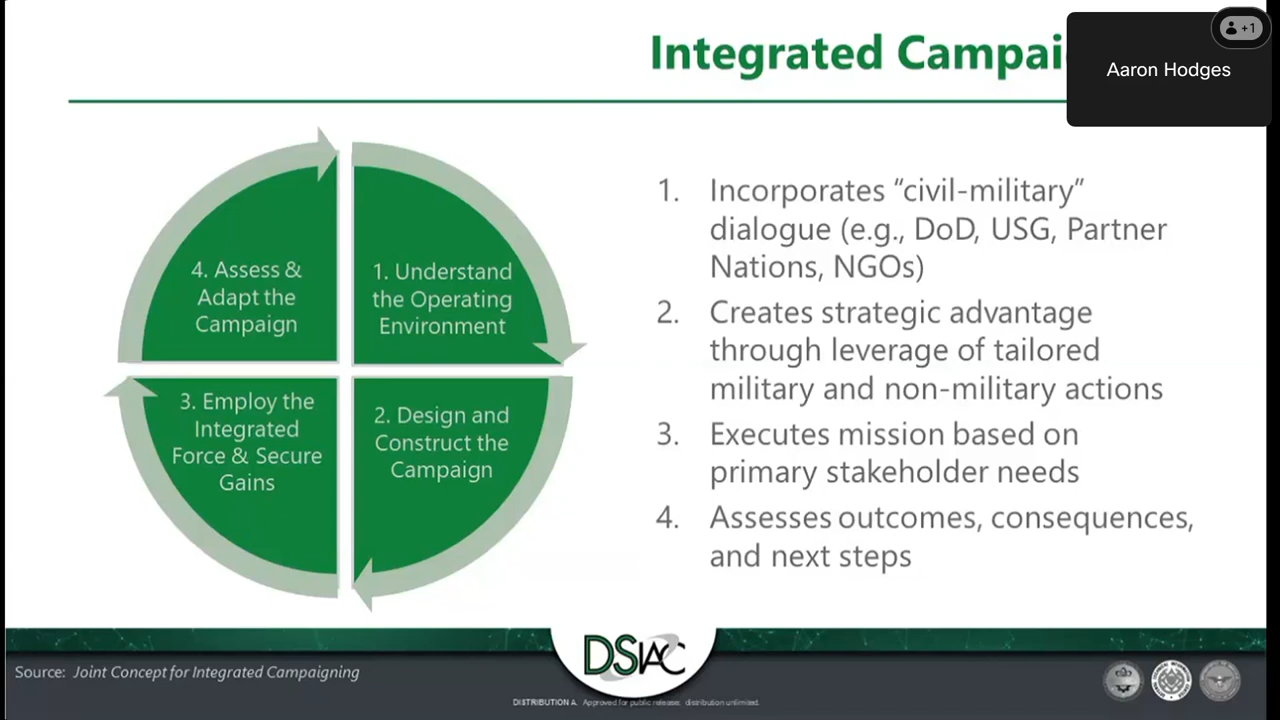 Integrated Campai
+1
Aaron Hodges
4. Assess &
Adapt the
Campaign
1. Understand
the Operating
Environment
3. Employ the
Integrated
Force & Secure
Gains
2. Design and
Construct the
Campaign
1. Incorporates “civil-military”
dialogue (e.g., DoD, USG, Partner
Nations, NGOs)
2. Creates strategic advantage
through leverage of tailored
military and non-military actions
3. Executes mission based on
primary stakeholder needs
4. Assesses outcomes, consequences,
and next steps
Source: Joint Concept for Integrated Campaigning
DSIAC
DISTRIBUTION A. Approved for public release: distribution unlimited.